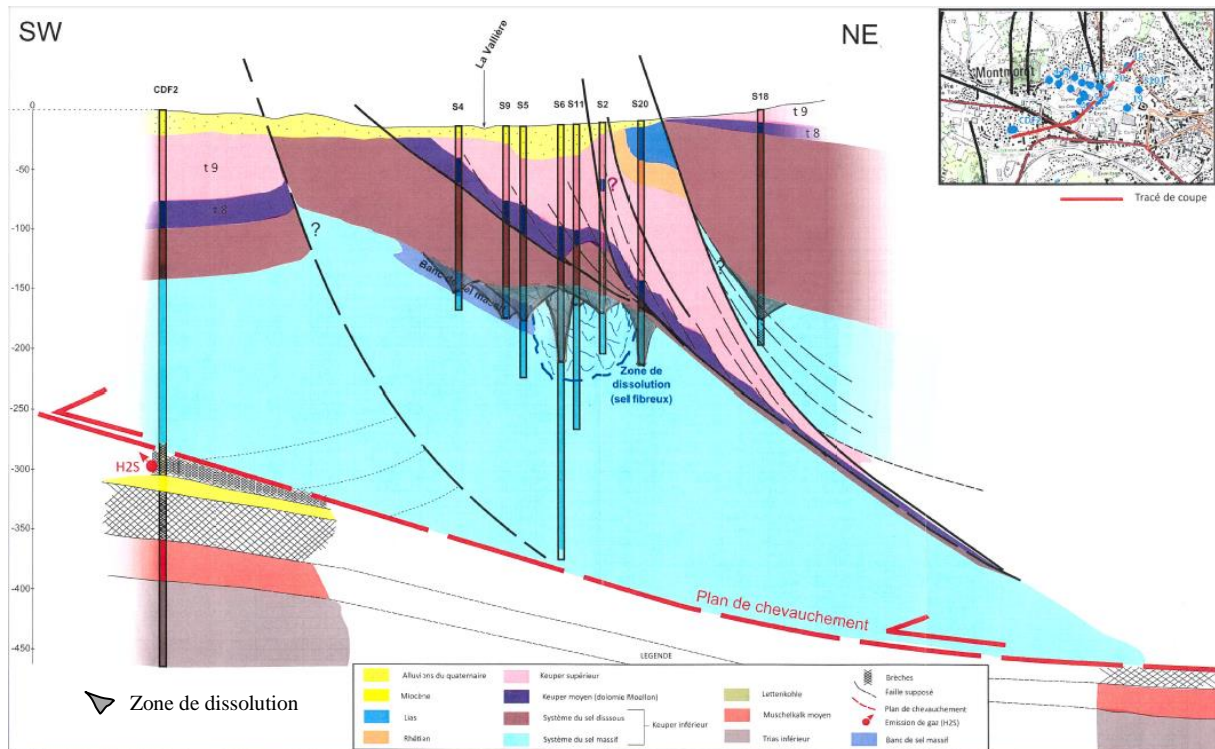 SW
NE
La Vallière
CDF2
S4
S9
S5
S6
S11
S2
S20
S18
0
-50
-100
-150
-200
-250
-300
-350
-400
-450
t 9
t 8
t 9
t 8
?
?
?
Banc de sel massif
Zone de
dissolution
(sel fibreux)
H2S
Plan de chevauchement
Montmorot
Tracé de coupe
Zone de dissolution
LEGENDE
Alluvions du quaternaire
Miocène
Lias
Rhétien
Keuper supérieur
Keuper moyen (dolomie Moellon)
Système du sel dissous
Système du sel massif
Keuper inférieur
Lettenkohle
Muschelkalk moyen
Trias inférieur
Brèches
Faille supposé
Plan de chevauchement
Emission de gaz (H2S)
Banc de sel massif